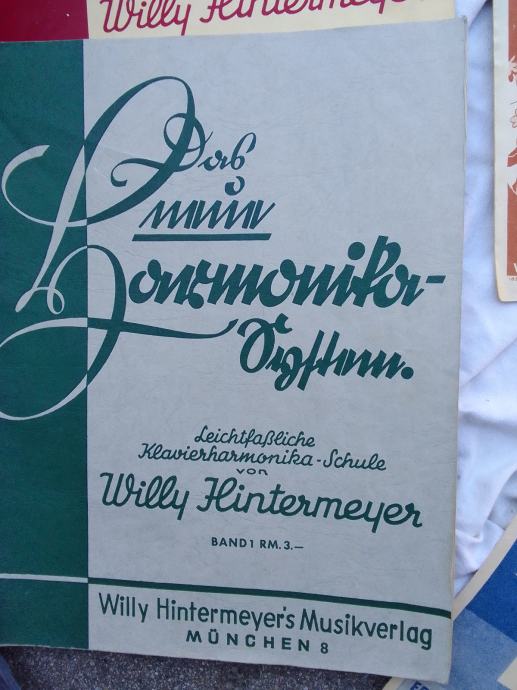 Willy Hintermeyer
Das
neue
Harmonika-
System.
Leichtfaßliche
Klavierharmonika-Schule
von
Willy Hintermeyer
BAND 1 RM. 3.—
Willy Hintermeyer's Musikverlag
MÜNCHEN 8